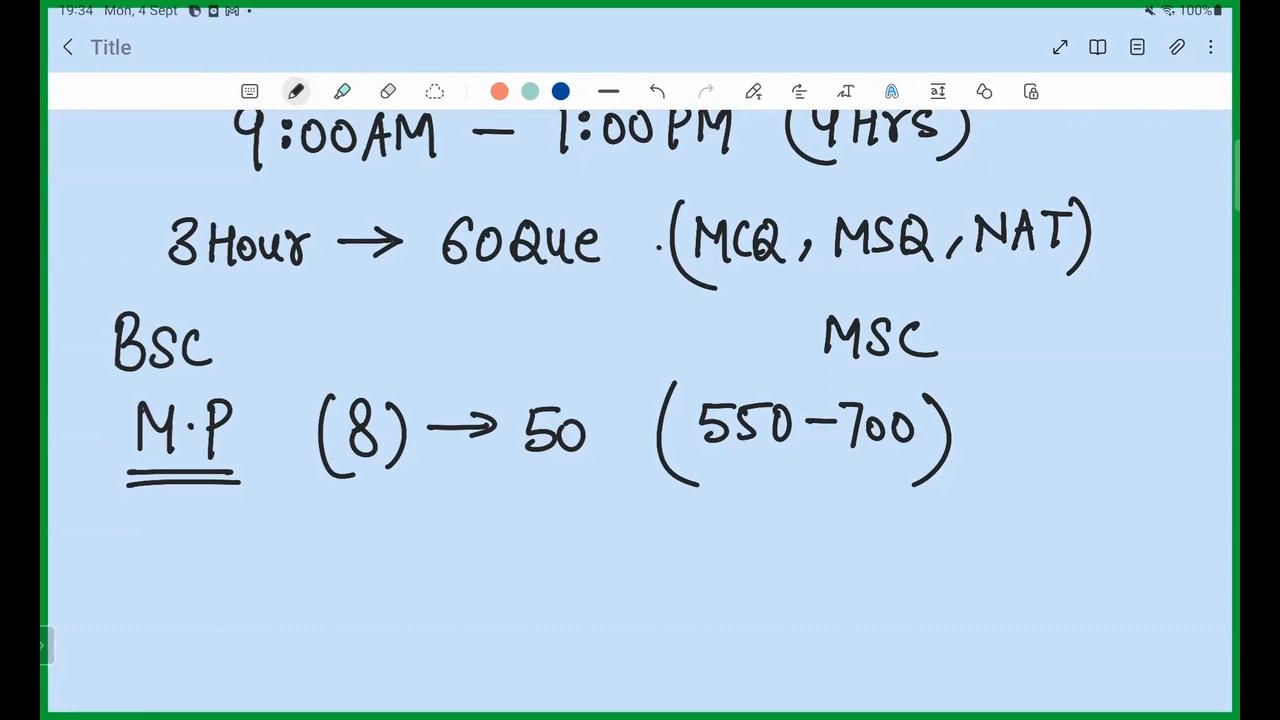 19:34 Mon, 4 Sept
100%
Title
9:00AM — 1:00PM (4Hrs)
3Hour → 60Que .(MCQ, MSQ, NAT)
BSC MSC
M.P (8) → 50 (550-700)